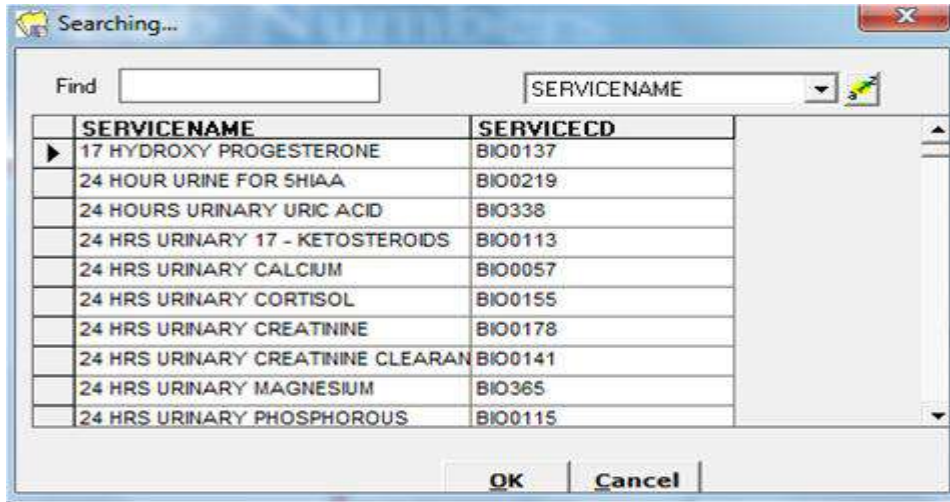 Searching...
Find SERVICENAME
SERVICENAME SERVICECD
17 HYDROXY PROGESTERONE BIO0137
24 HOUR URINE FOR 5HIAA BIO0219
24 HOURS URINARY URIC ACID BIO338
24 HRS URINARY 17 - KETOSTEROIDS BIO0113
24 HRS URINARY CALCIUM BIO0057
24 HRS URINARY CORTISOL BIO0155
24 HRS URINARY CREATININE BIO0178
24 HRS URINARY CREATININE CLEARAN BIO0141
24 HRS URINARY MAGNESIUM BIO365
24 HRS URINARY PHOSPHOROUS BIO0115
OK Cancel